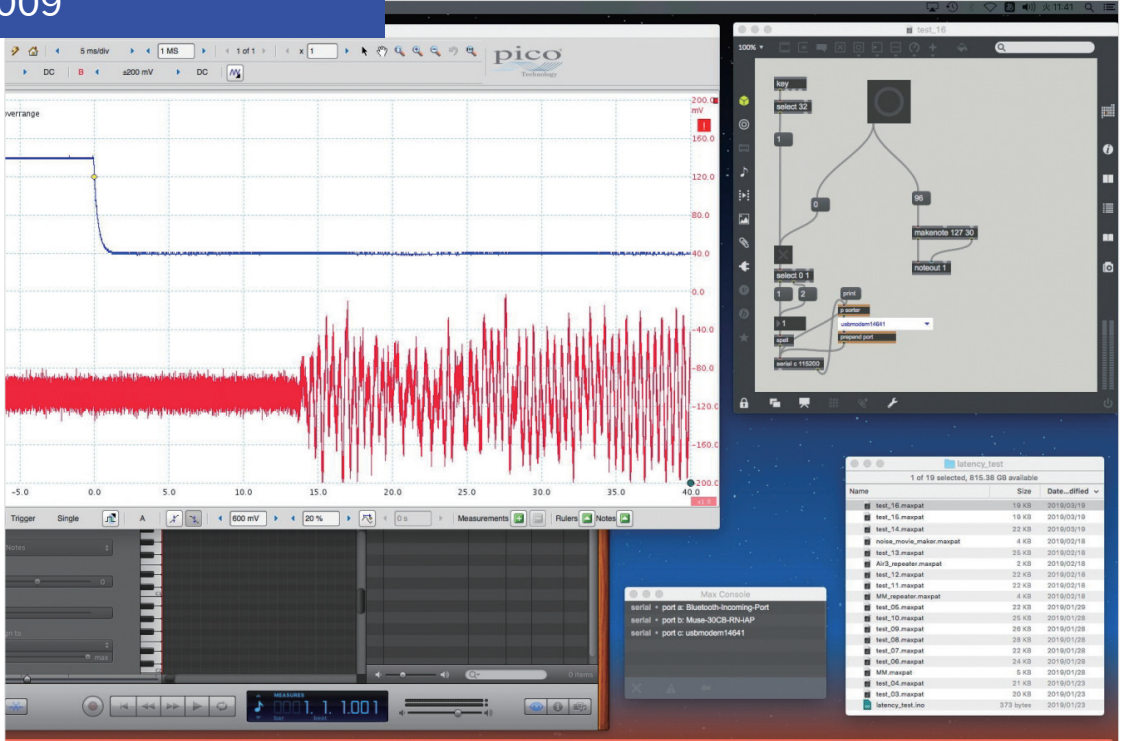 009
火 11:41
5 ms/div
1 MS
1 of 1
x 1
pico
Technology
DC
B
±200 mV
DC
overrange
200.0
mV
160.0
120.0
80.0
40.0
0.0
-40.0
-80.0
-120.0
-160.0
-200.0
-5.0 0.0 5.0 10.0 15.0 20.0 25.0 30.0 35.0 40.0
x1.0
Trigger
Single
A
600 mV
20 %
0 s
Measurements
Rulers
Notes
test_16
100%
key
select 32
1
0
96
makenote 127 30
noteout 1
select 0 1
1
2
print
p sorter
1
usbmodem14641
spell
prepend port
serial c 115200
Notes
0
max
C3
0 items
MEASURES
0001. 1. 1.001
bar
beat
Max Console
serial • port a: Bluetooth-Incoming-Port
serial • port b: Muse-30CB-RN-iAP
serial • port c: usbmodem14641
latency_test
1 of 19 selected, 815.38 GB available
Name Size Date...dified
test_16.maxpat 19 KB 2019/03/19
test_15.maxpat 19 KB 2019/03/19
test_14.maxpat 22 KB 2019/03/19
noise_movie_maker.maxpat 4 KB 2019/02/18
test_13.maxpat 25 KB 2019/02/18
Air3_repeater.maxpat 2 KB 2019/02/18
test_12.maxpat 22 KB 2019/02/18
test_11.maxpat 23 KB 2019/02/18
MM_repeater.maxpat 4 KB 2019/02/18
test_05.maxpat 22 KB 2019/01/29
test_10.maxpat 25 KB 2019/01/28
test_09.maxpat 26 KB 2019/01/28
test_08.maxpat 28 KB 2019/01/28
test_07.maxpat 22 KB 2019/01/28
test_06.maxpat 24 KB 2019/01/28
MM.maxpat 5 KB 2019/01/28
test_04.maxpat 21 KB 2019/01/23
test_03.maxpat 20 KB 2019/01/23
latency_test.ino 373 bytes 2019/01/23